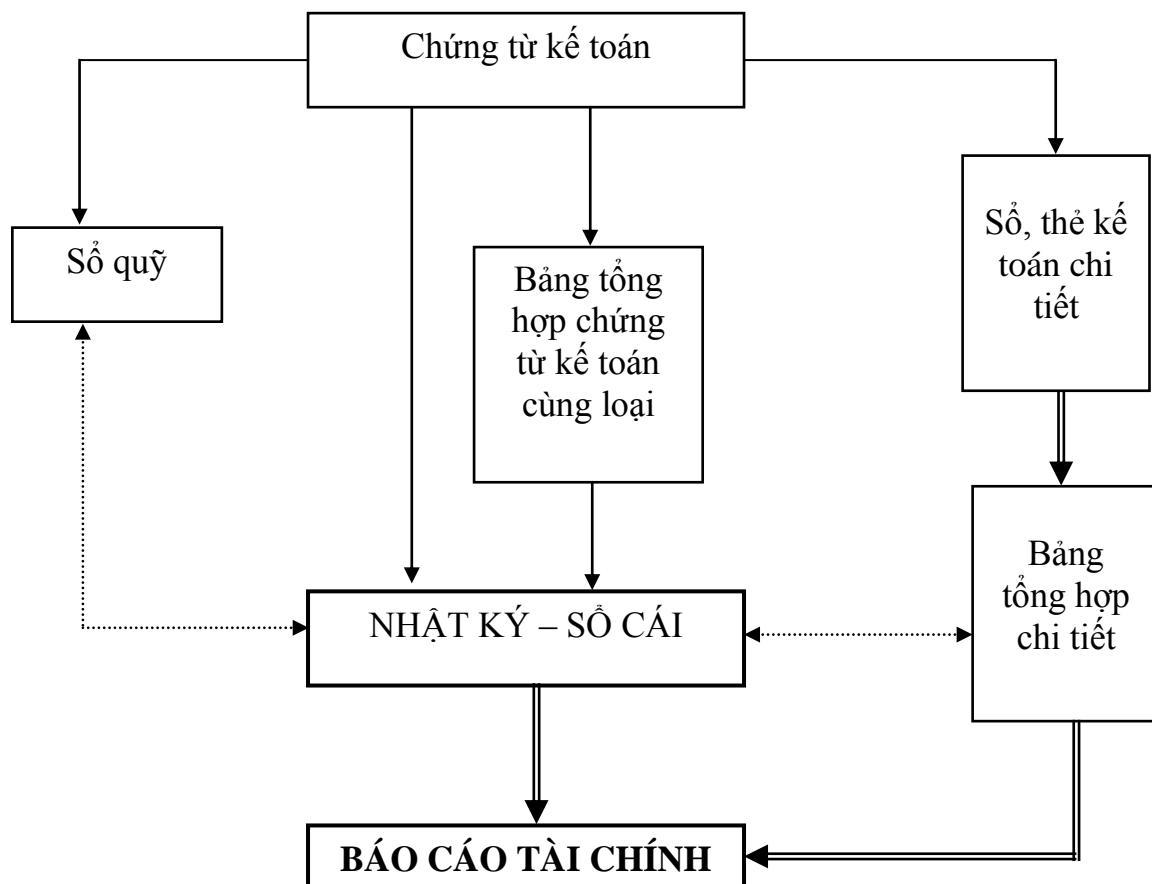 Chứng từ kế toán
Sổ quỹ
Bảng tổng
hợp chứng
từ kế toán
cùng loại
Sổ, thẻ kế
toán chi
tiết
NHẬT KÝ – SỔ CÁI
Bảng
tổng hợp
chi tiết
BÁO CÁO TÀI CHÍNH